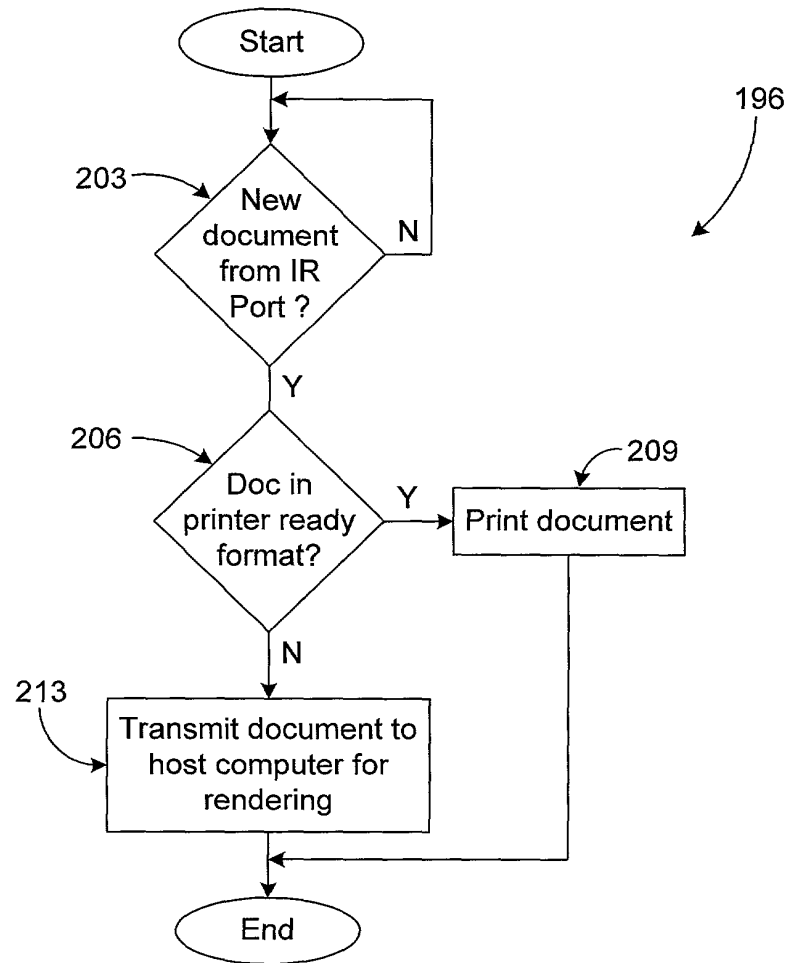 Start
196
203
New
document
from IR
Port ?
N
Y
206
Doc in
printer ready
format?
Y
209
Print document
N
213
Transmit document to
host computer for
rendering
End